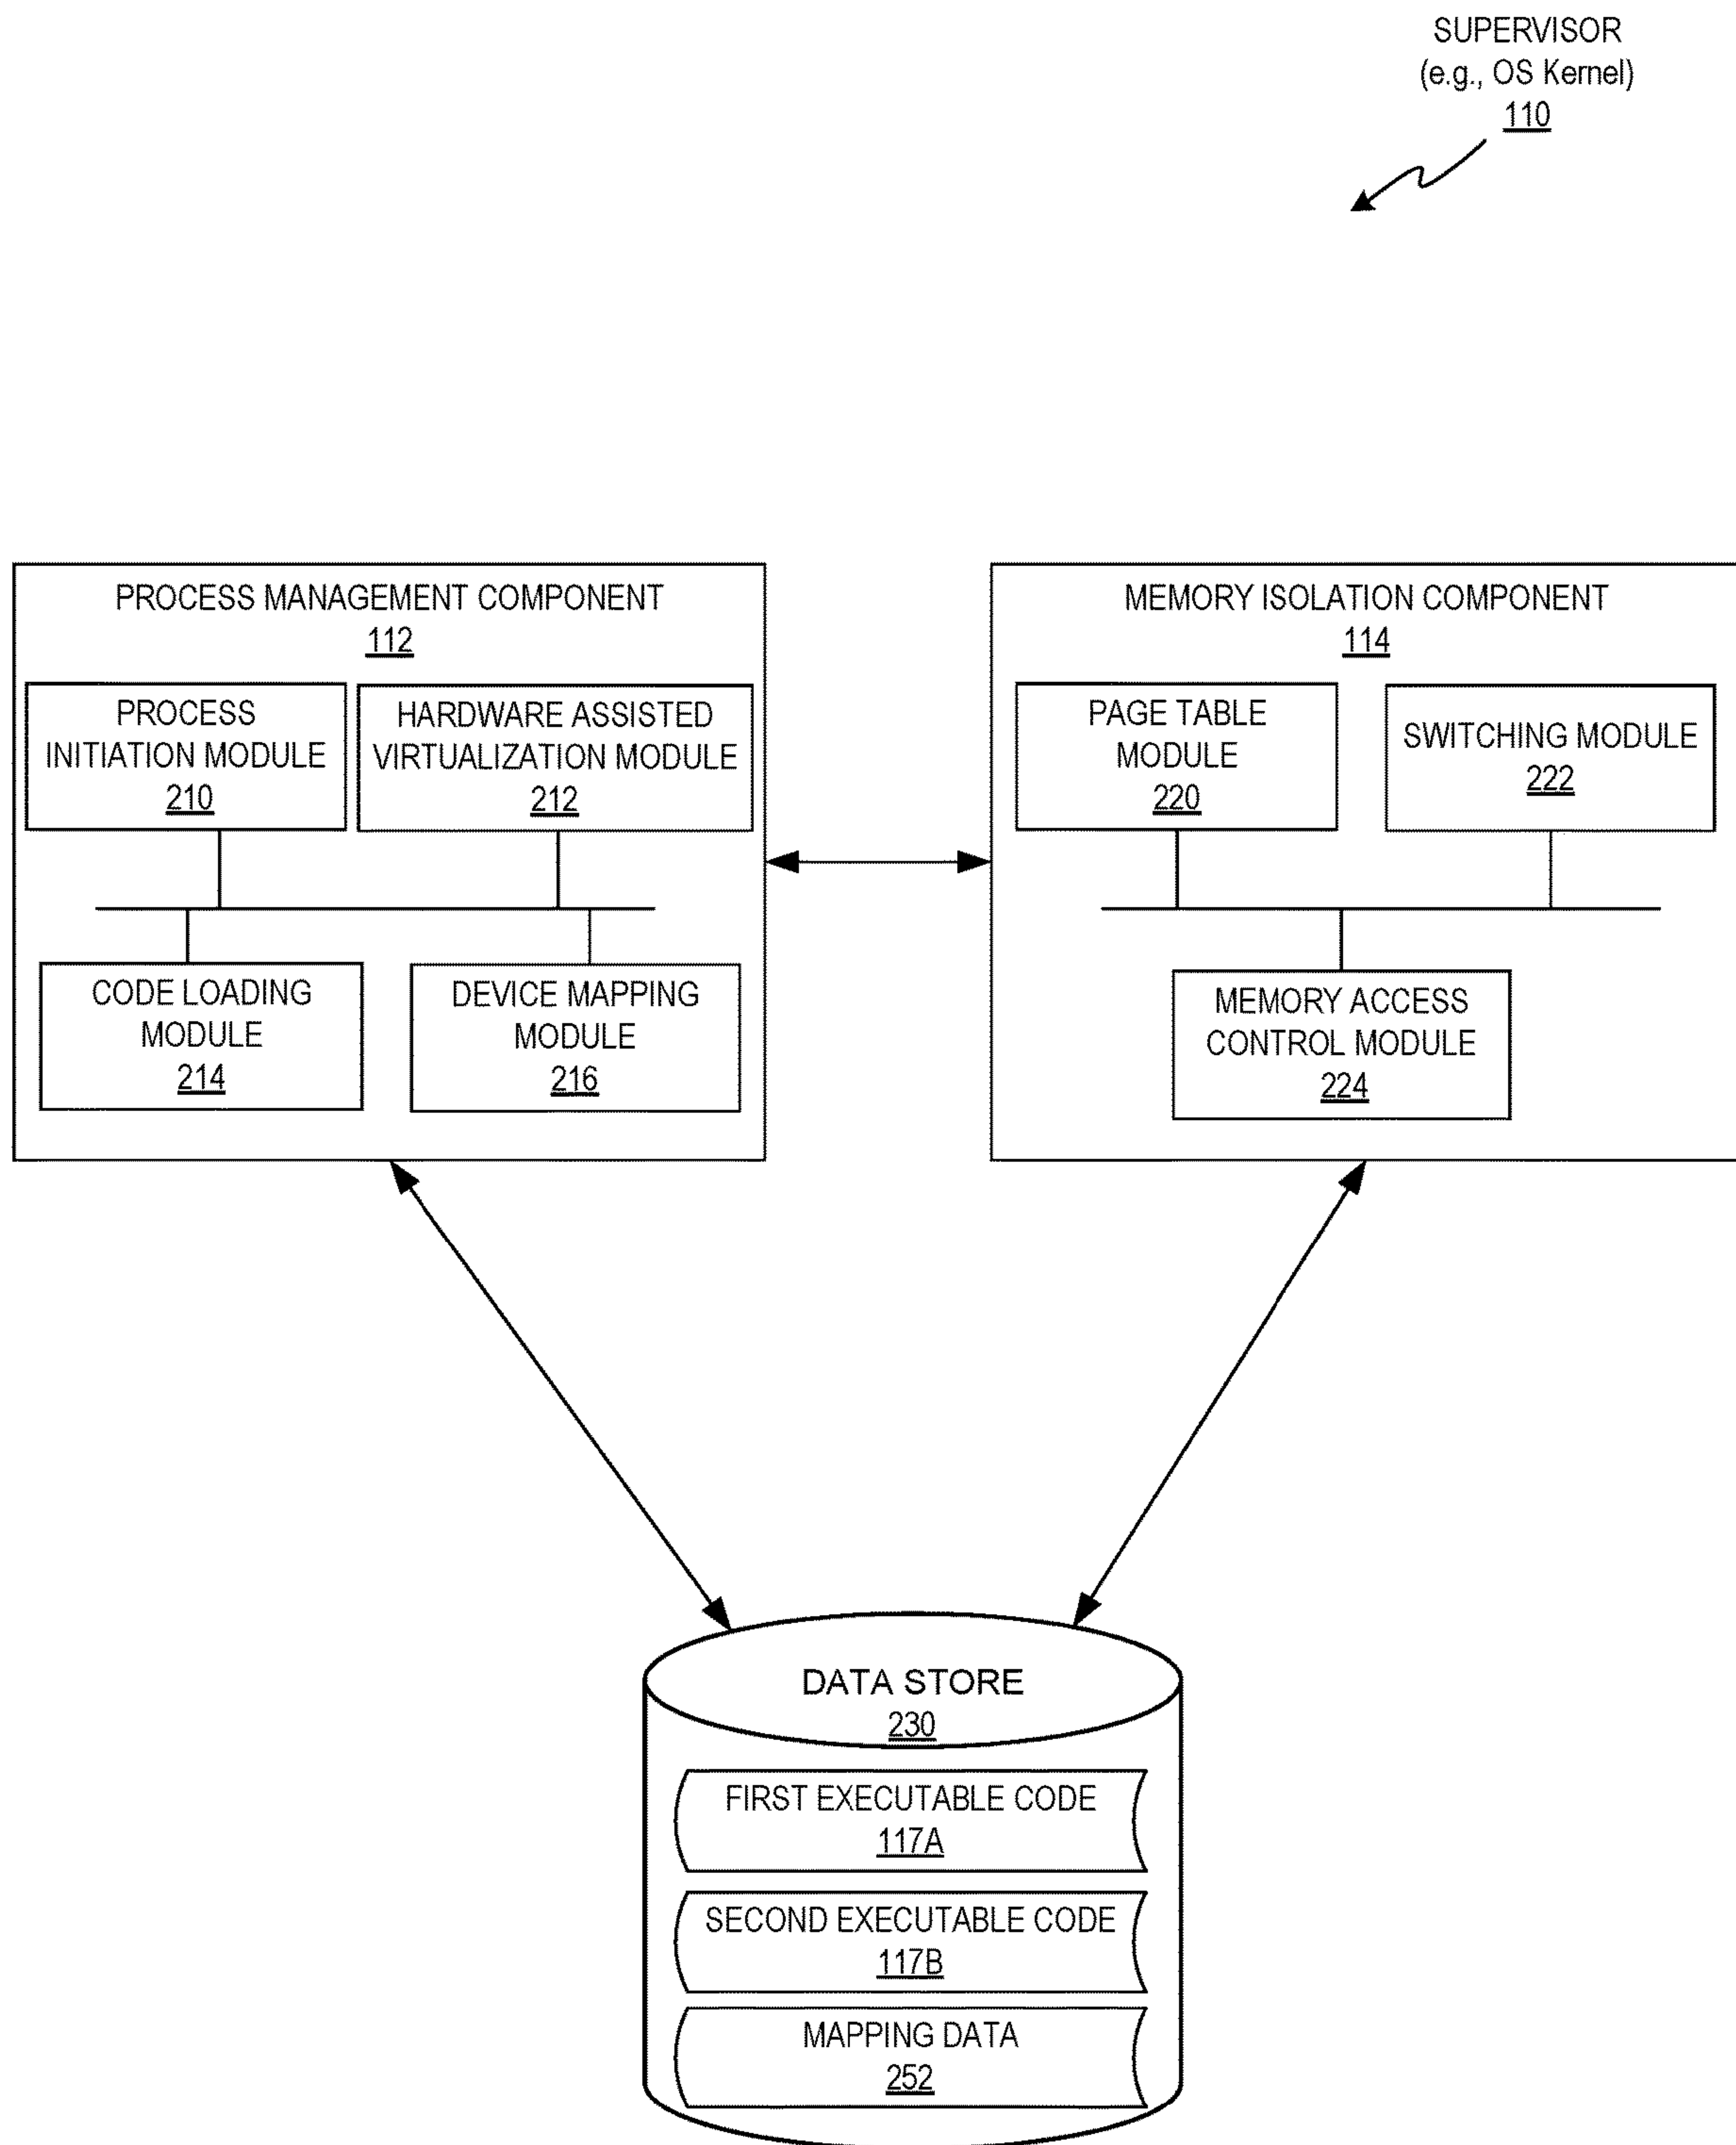 SUPERVISOR
(e.g., OS Kernel)
110
PROCESS MANAGEMENT COMPONENT
112
PROCESS
INITIATION MODULE
210
HARDWARE ASSISTED
VIRTUALIZATION MODULE
212
CODE LOADING
MODULE
214
DEVICE MAPPING
MODULE
216
MEMORY ISOLATION COMPONENT
114
PAGE TABLE
MODULE
220
SWITCHING MODULE
222
MEMORY ACCESS
CONTROL MODULE
224
DATA STORE
230
FIRST EXECUTABLE CODE
117A
SECOND EXECUTABLE CODE
117B
MAPPING DATA
252